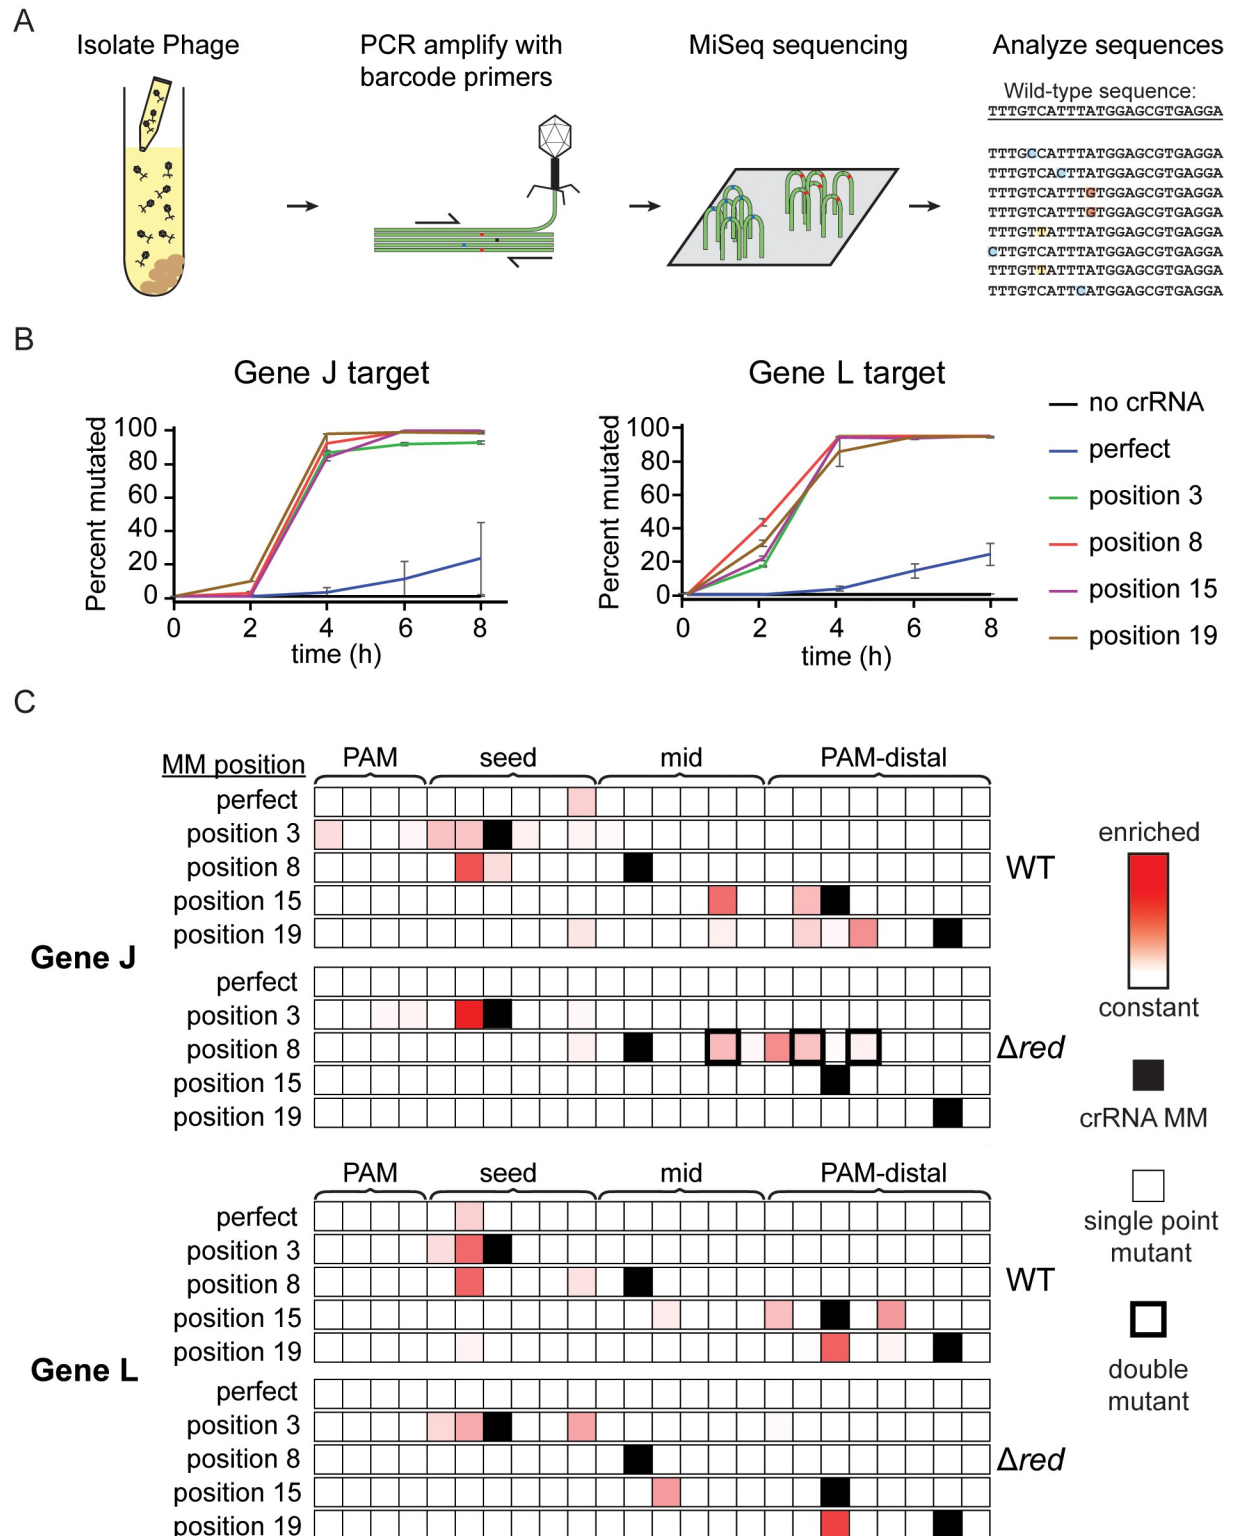 A
Isolate Phage
PCR amplify with
barcode primers
MiSeq sequencing
Analyze sequences
Wild-type sequence:
TTTGTCATTTATGGAGCGTGAGGA
TTTGCCATTTATGGAGCGTGAGGA
TTTGTCACTTATGGAGCGTGAGGA
TTTGTCATTTGTGGAGCGTGAGGA
TTTGTCATTTGTGGAGCGTGAGGA
TTTGTTATTTATGGAGCGTGAGGA
CTTGTCATTTATGGAGCGTGAGGA
TTTGTTATTTATGGAGCGTGAGGA
TTTGTCATTCATGGAGCGTGAGGA
B
Gene J target
Percent mutated
100
80
60
40
20
0
0 2 4 6 8
time (h)
Gene L target
Percent mutated
100
80
60
40
20
0
0 2 4 6 8
time (h)
no crRNA
perfect
position 3
position 8
position 15
position 19
C
MM position
PAM seed mid PAM-distal
Gene J
perfect
position 3
position 8
position 15
position 19
WT
perfect
position 3
position 8
position 15
position 19
Δred
PAM seed mid PAM-distal
Gene L
perfect
position 3
position 8
position 15
position 19
WT
perfect
position 3
position 8
position 15
position 19
Δred
enriched
constant
crRNA MM
single point
mutant
double
mutant